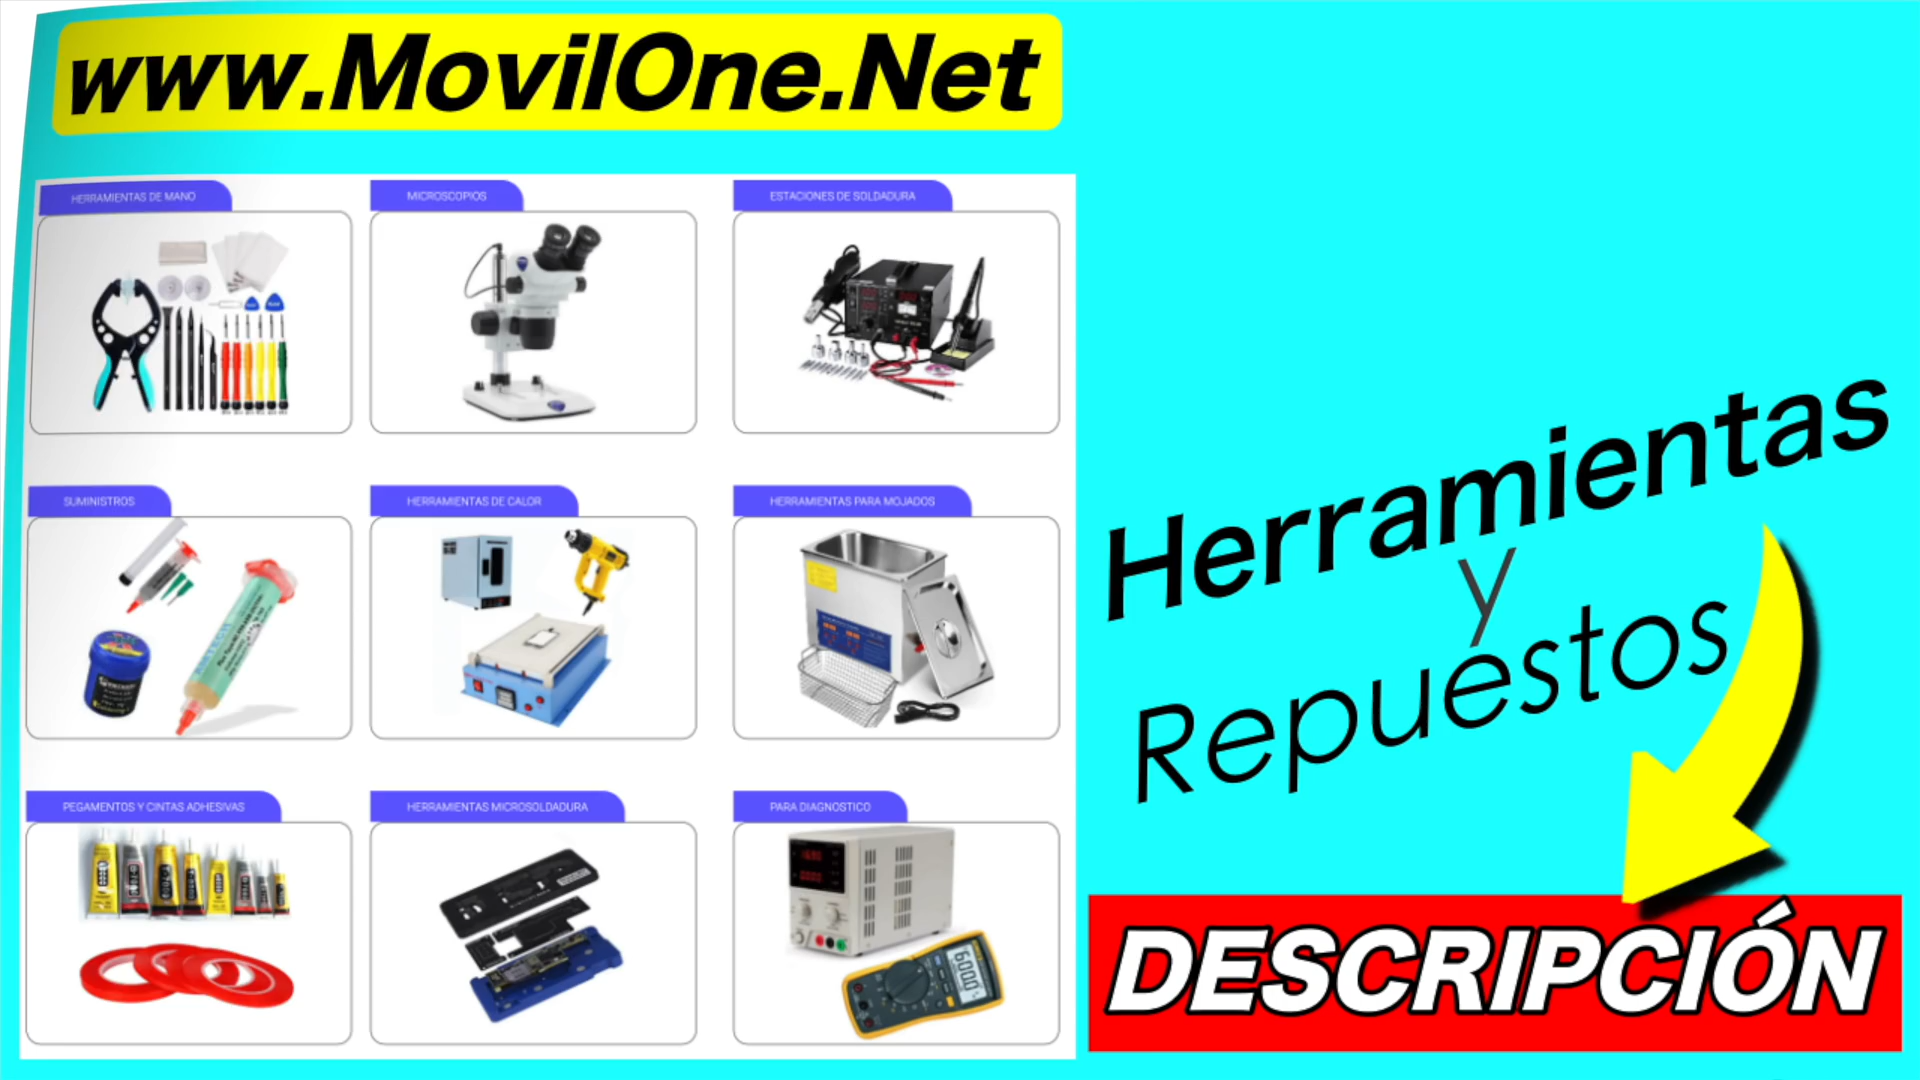 www.MovilOne.Net
HERRAMIENTAS DE MANO
MICROSCOPIOS
ESTACIONES DE SOLDADURA
SUMINISTROS
HERRAMIENTAS DE CALOR
HERRAMIENTAS PARA MOJADOS
PEGAMENTOS Y CINTAS ADHESIVAS
HERRAMIENTAS MICROSOLDADURA
PARA DIAGNOSTICO
6000
Herramientas
y
Repuestos
DESCRIPCIÓN